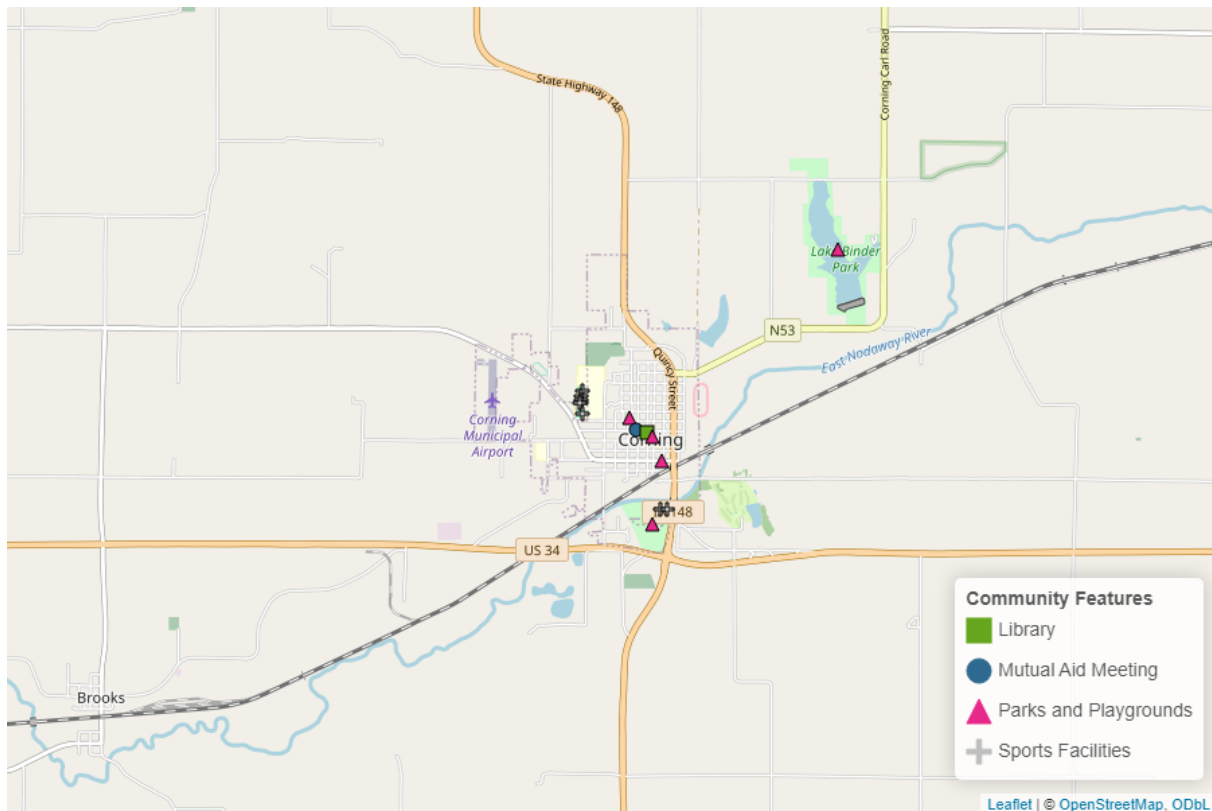 State Highway 148
Corning Carl Road
Lake Binder
Park
N53
East Nodaway River
Quincy Street
Corning
Municipal
Airport
Corning
148
US 34
Brooks
Community Features
Library
Mutual Aid Meeting
Parks and Playgrounds
Sports Facilities
Leaflet | © OpenStreetMap, ODbL